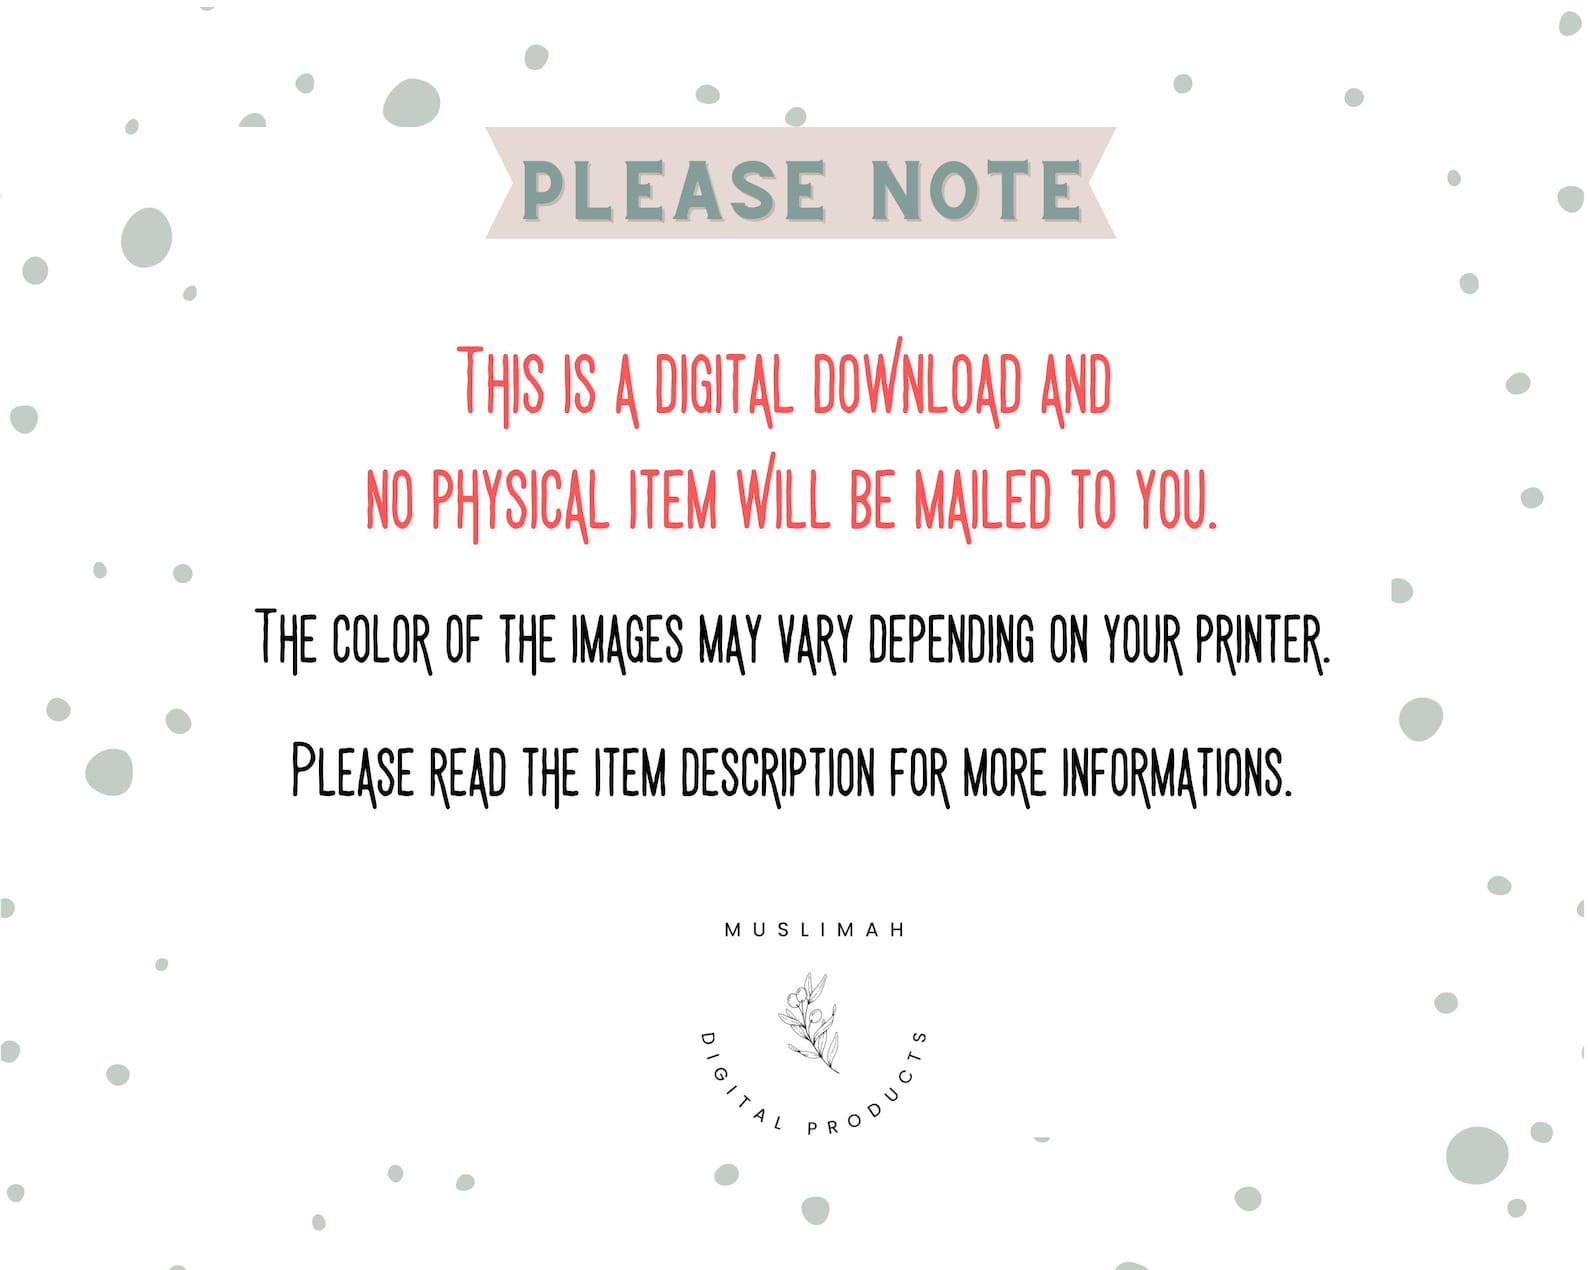 PLEASE NOTE
THIS IS A DIGITAL DOWNLOAD AND
NO PHYSICAL ITEM WILL BE MAILED TO YOU.
THE COLOR OF THE IMAGES MAY VARY DEPENDING ON YOUR PRINTER.
PLEASE READ THE ITEM DESCRIPTION FOR MORE INFORMATIONS.
MUSLIMAH
DIGITAL PRODUCTS